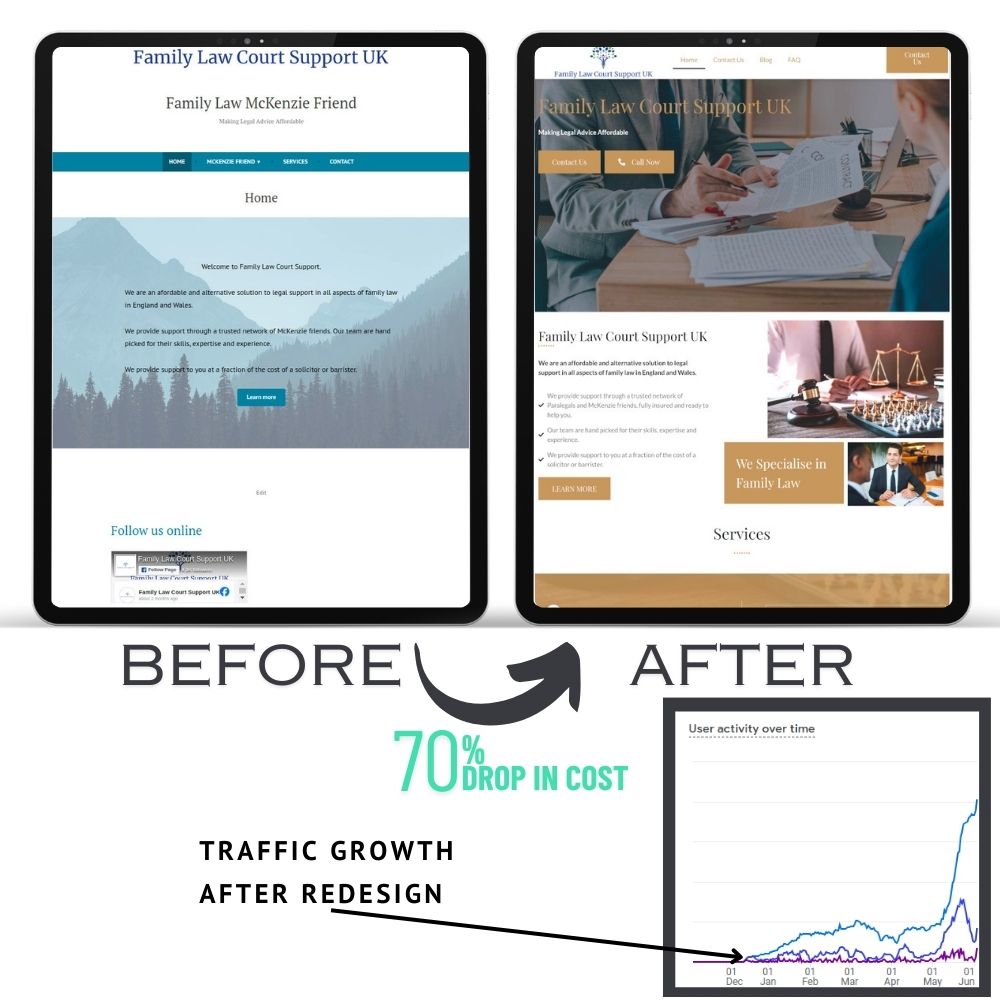 Family Law Court Support UK
Family Law McKenzie Friend
Making Legal Advice Affordable
HOME MCKENZIE FRIEND ▾ SERVICES CONTACT
Home
Welcome to Family Law Court Support.
We are an afordable and alternative solution to legal support in all aspects of family law
in England and Wales.
We provide support through a trusted network of McKenzie friends. Our team are hand
picked for their skills, expertise and experience.
We provide support to you at a fraction of the cost of a solicitor or barrister.
Learn more
Edit
Follow us online
Family Law Court Support UK
Follow Page
Family Law Court Support UK
Family Law Court Support UK
about 2 months ago
Family Law Court Support UK
Home Contact Us Blog FAQ
Contact
Us
Family Law Court Support UK
Making Legal Advice Affordable
Contact Us
Call Now
CONTRACT
Family Law Court Support UK
We are an affordable and alternative solution to legal
support in all aspects of family law in England and Wales.
We provide support through a trusted network of
Paralegals and McKenzie friends, fully insured and ready to
help you.
Our team are hand picked for their skills, expertise and
experience.
We provide support to you at a fraction of the cost of a
solicitor or barrister.
LEARN MORE
We Specialise in
Family Law
Services
BEFORE
AFTER
70%
DROP IN COST
TRAFFIC GROWTH
AFTER REDESIGN
User activity over time
01 01 01 01 01 01 01
Dec Jan Feb Mar Apr May Jun